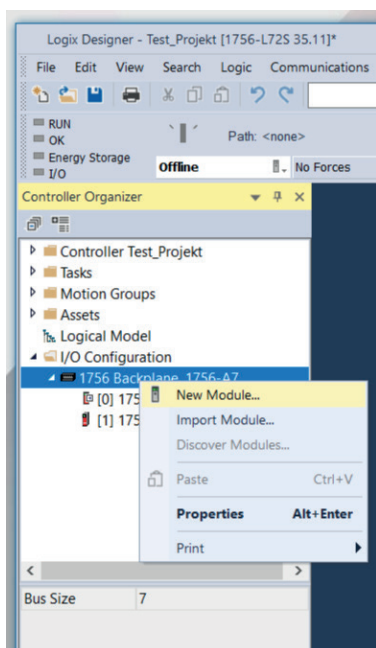 Logix Designer - Test_Projekt [1756-L72S 35.11]*
File Edit View Search Logic Communications
RUN
OK
Energy Storage
I/O
Path: <none>
Offline
No Forces
Controller Organizer
Controller Test_Projekt
Tasks
Motion Groups
Assets
Logical Model
I/O Configuration
1756 Backplane, 1756-A7
[0] 175
[1] 175
New Module...
Import Module...
Discover Modules...
Paste Ctrl+V
Properties Alt+Enter
Print
Bus Size 7